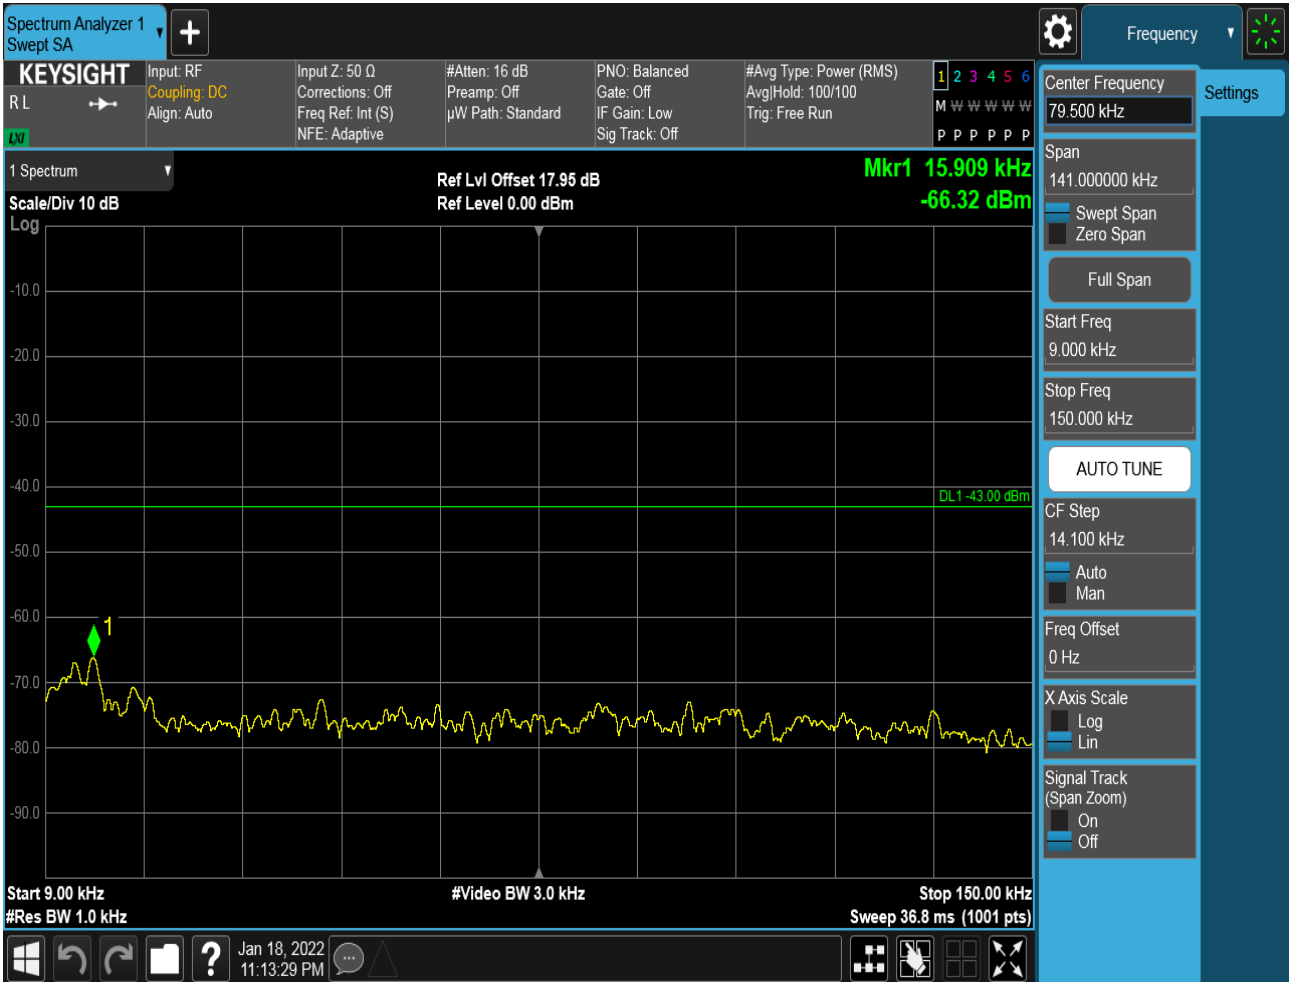 Spectrum Analyzer 1
Swept SA
Frequency
KEYSIGHT
R L
LXI
Input: RF
Coupling: DC
Align: Auto
Input Z: 50 Ω
Corrections: Off
Freq Ref: Int (S)
NFE: Adaptive
#Atten: 16 dB
Preamp: Off
µW Path: Standard
PNO: Balanced
Gate: Off
IF Gain: Low
Sig Track: Off
#Avg Type: Power (RMS)
Avg|Hold: 100/100
Trig: Free Run
1 2 3 4 5 6
M W W W W W
P P P P P P
1 Spectrum
Scale/Div 10 dB
Log
Ref Lvl Offset 17.95 dB
Ref Level 0.00 dBm
Mkr1 15.909 kHz
-66.32 dBm
-10.0
-20.0
-30.0
-40.0
DL1 -43.00 dBm
-50.0
-60.0
1
-70.0
-80.0
-90.0
Start 9.00 kHz
#Res BW 1.0 kHz
#Video BW 3.0 kHz
Stop 150.00 kHz
Sweep 36.8 ms (1001 pts)
Center Frequency
79.500 kHz
Settings
Span
141.000000 kHz
Swept Span
Zero Span
Full Span
Start Freq
9.000 kHz
Stop Freq
150.000 kHz
AUTO TUNE
CF Step
14.100 kHz
Auto
Man
Freq Offset
0 Hz
X Axis Scale
Log
Lin
Signal Track
(Span Zoom)
On
Off
?
Jan 18, 2022
11:13:29 PM